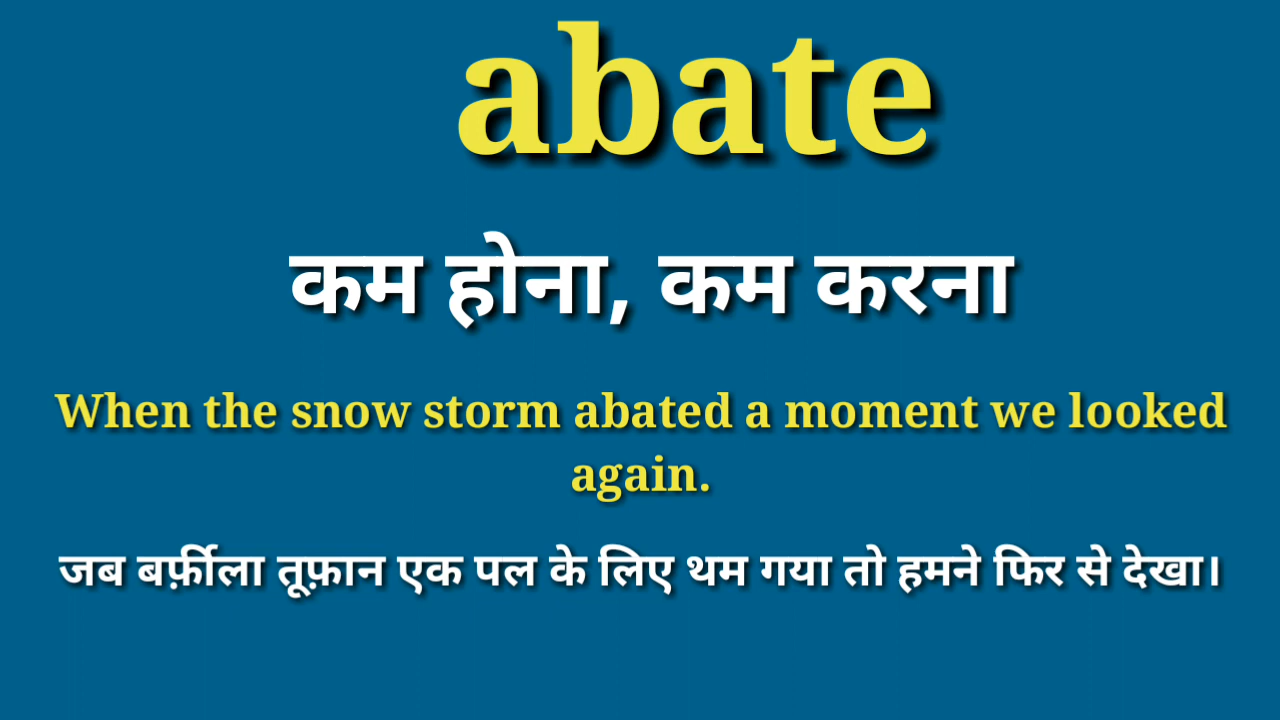 abate
कम होना, कम करना
When the snow storm abated a moment we looked
again.
जब बर्फ़ीला तूफ़ान एक पल के लिए थम गया तो हमने फिर से देखा।